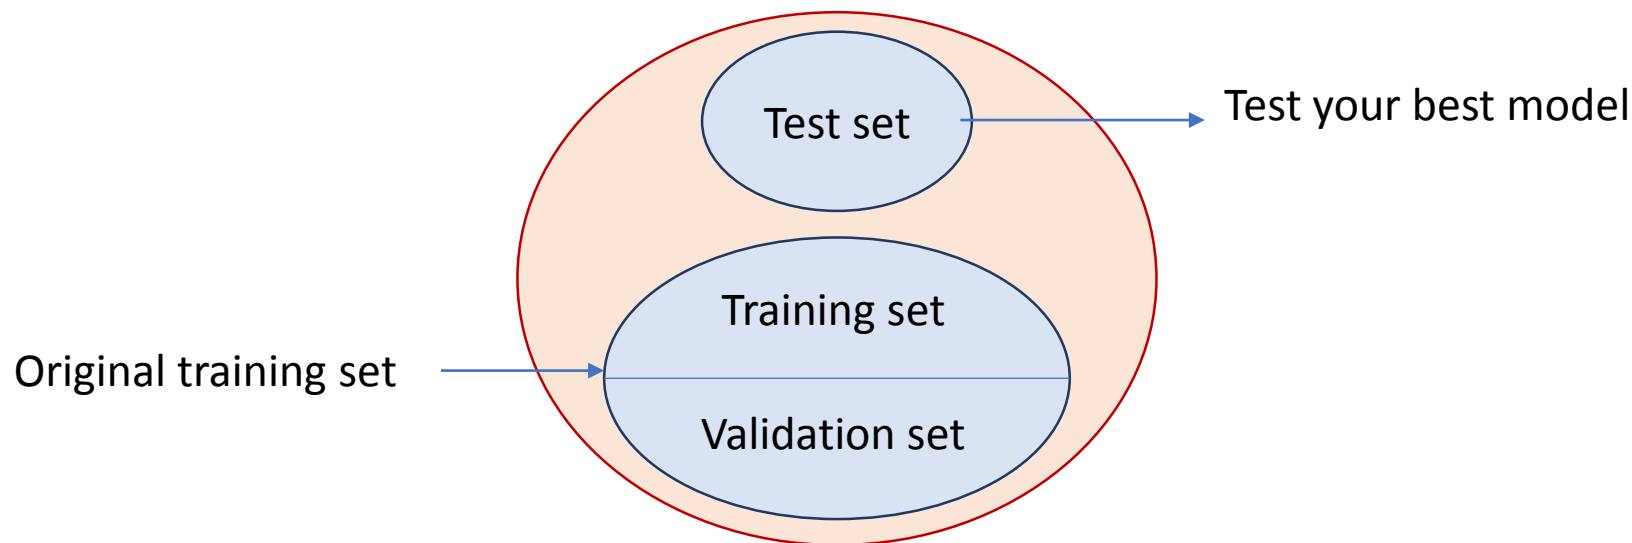 Test set
Test your best model
Training set
Original training set
Validation set